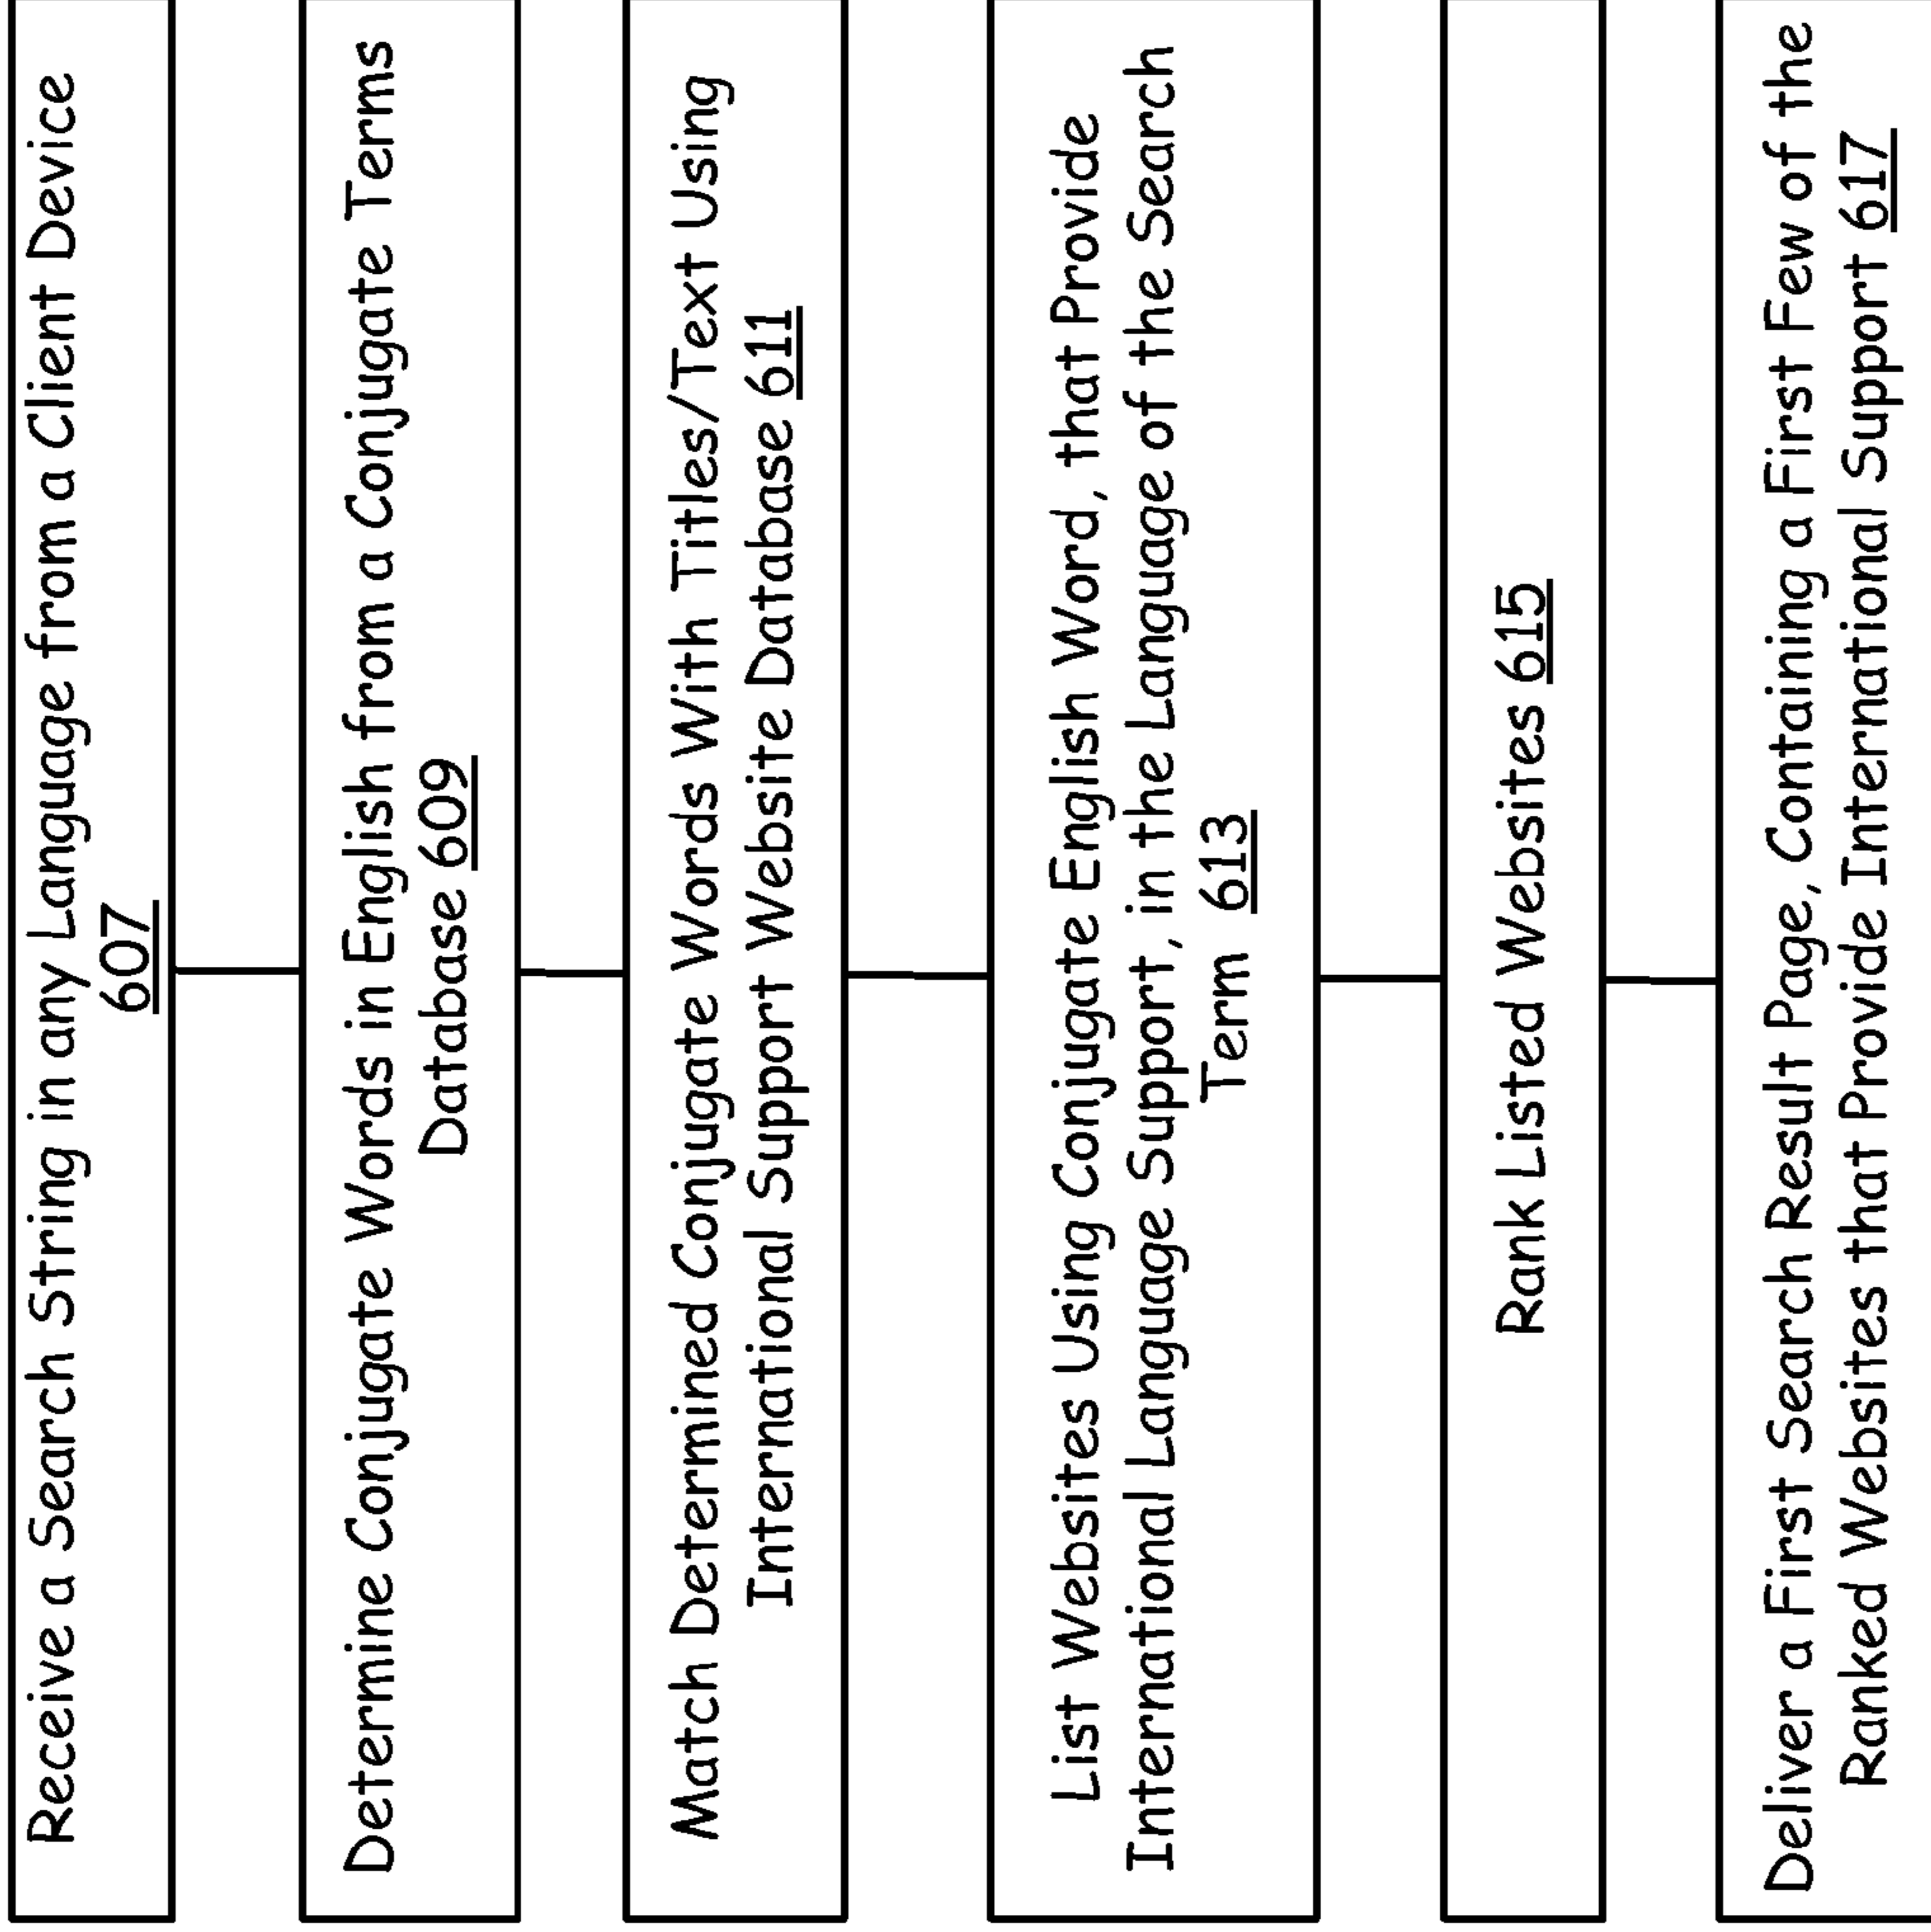 Receive a Search String in any Language from a Client Device
607
Determine Conjugate Words in English from a Conjugate Terms
Database 609
Match Determined Conjugate Words With Titles/Text Using
International Support Website Database 611
List Websites Using Conjugate English Word, that Provide
International Language Support, in the Language of the Search
Term 613
Rank Listed Websites 615
Deliver a First Search Result Page, Containing a First Few of the
Ranked Websites that Provide International Support 617